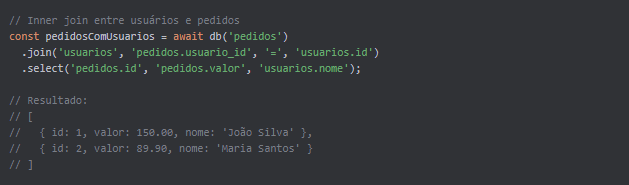 // Inner join entre usuários e pedidos
const pedidosComUsuarios = await db('pedidos')
  .join('usuarios', 'pedidos.usuario_id', '=', 'usuarios.id')
  .select('pedidos.id', 'pedidos.valor', 'usuarios.nome');
// Resultado:
// [
//   { id: 1, valor: 150.00, nome: 'João Silva' },
//   { id: 2, valor: 89.90, nome: 'Maria Santos' }
// ]